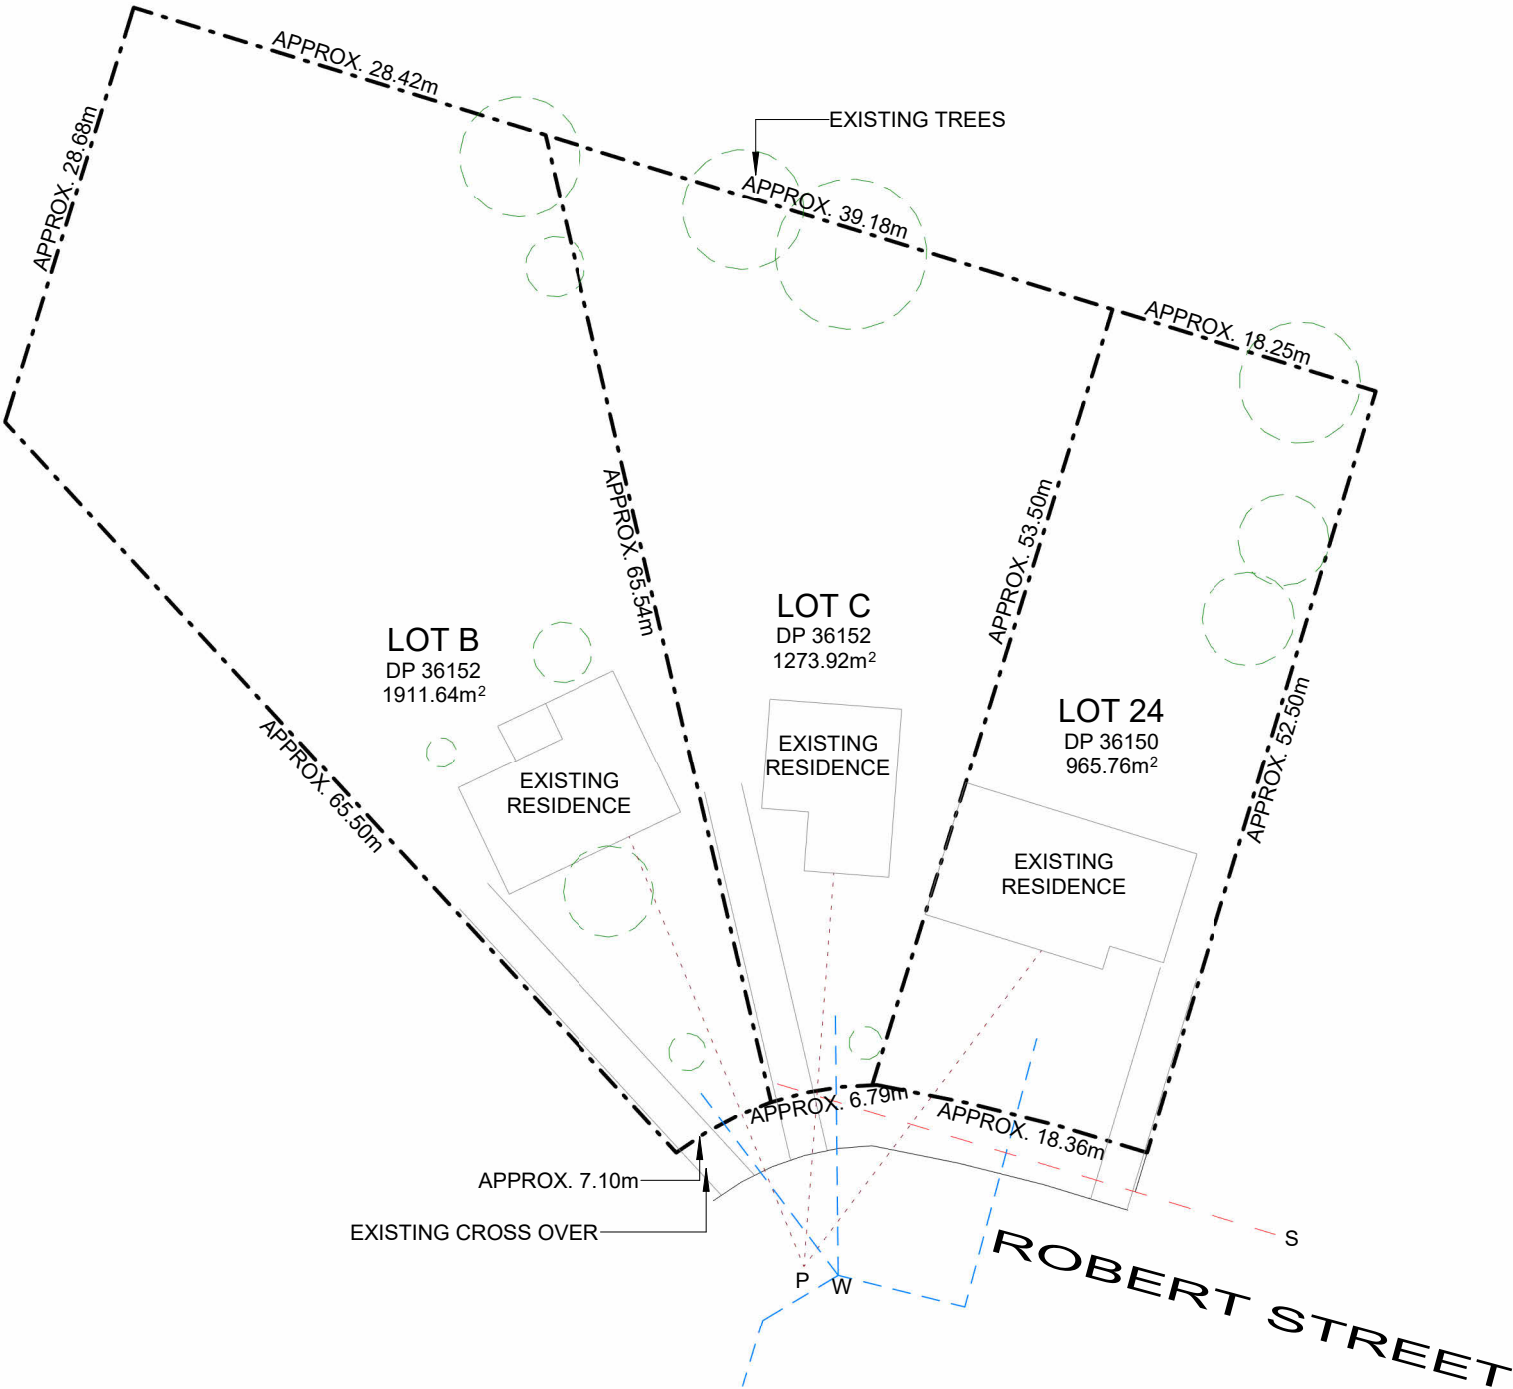 APPROX. 28.42m
EXISTING TREES
APPROX. 28.68m
APPROX. 39.18m
APPROX. 18.25m
APPROX. 65.54m
APPROX. 53.50m
LOT B
DP 36152
1911.64m²
LOT C
DP 36152
1273.92m²
LOT 24
DP 36150
965.76m²
APPROX. 52.50m
APPROX. 65.50m
EXISTING
RESIDENCE
EXISTING
RESIDENCE
EXISTING
RESIDENCE
APPROX. 6.79m
APPROX. 18.36m
APPROX. 7.10m
EXISTING CROSS OVER
S
P
W
ROBERT STREET